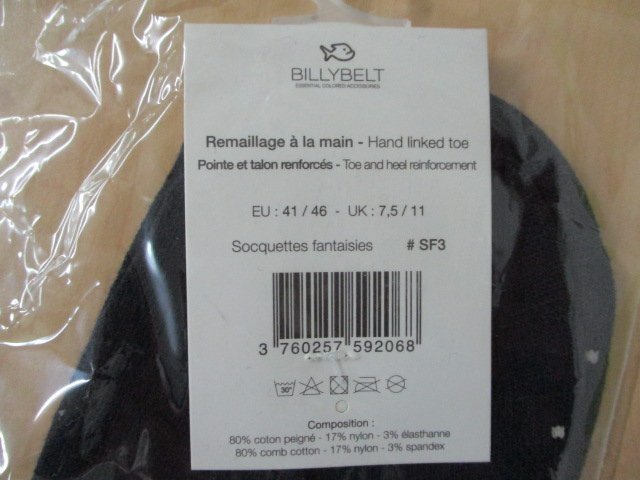 BILLYBELT
ESSENTIAL COLORED ACCESSORIES
Remaillage à la main - Hand linked toe
Pointe et talon renforcés - Toe and heel reinforcement
EU : 41 / 46 - UK : 7,5 / 11
Socquettes fantaisies # SF3
3 760257 592068
30°
Composition :
80% coton peigné - 17% nylon - 3% élasthanne
80% comb cotton - 17% nylon - 3% spandex